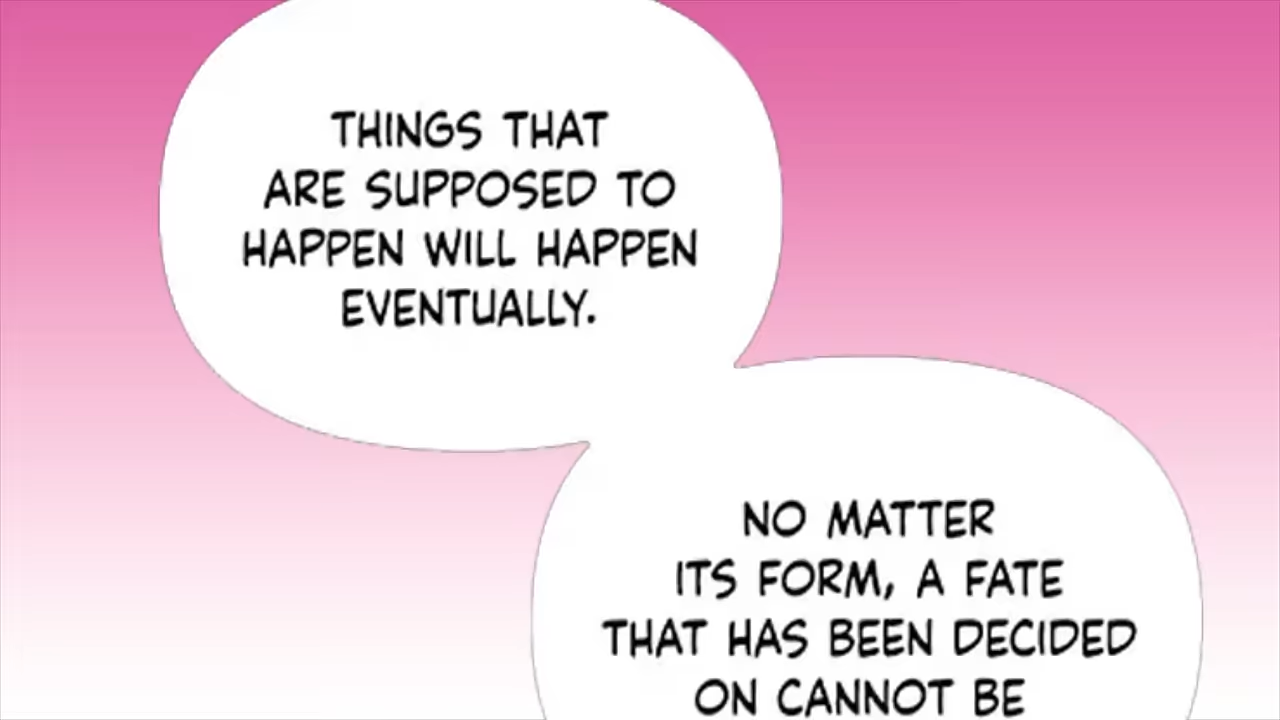 THINGS THAT
ARE SUPPOSED TO
HAPPEN WILL HAPPEN
EVENTUALLY.
NO MATTER
ITS FORM, A FATE
THAT HAS BEEN DECIDED
ON CANNOT BE